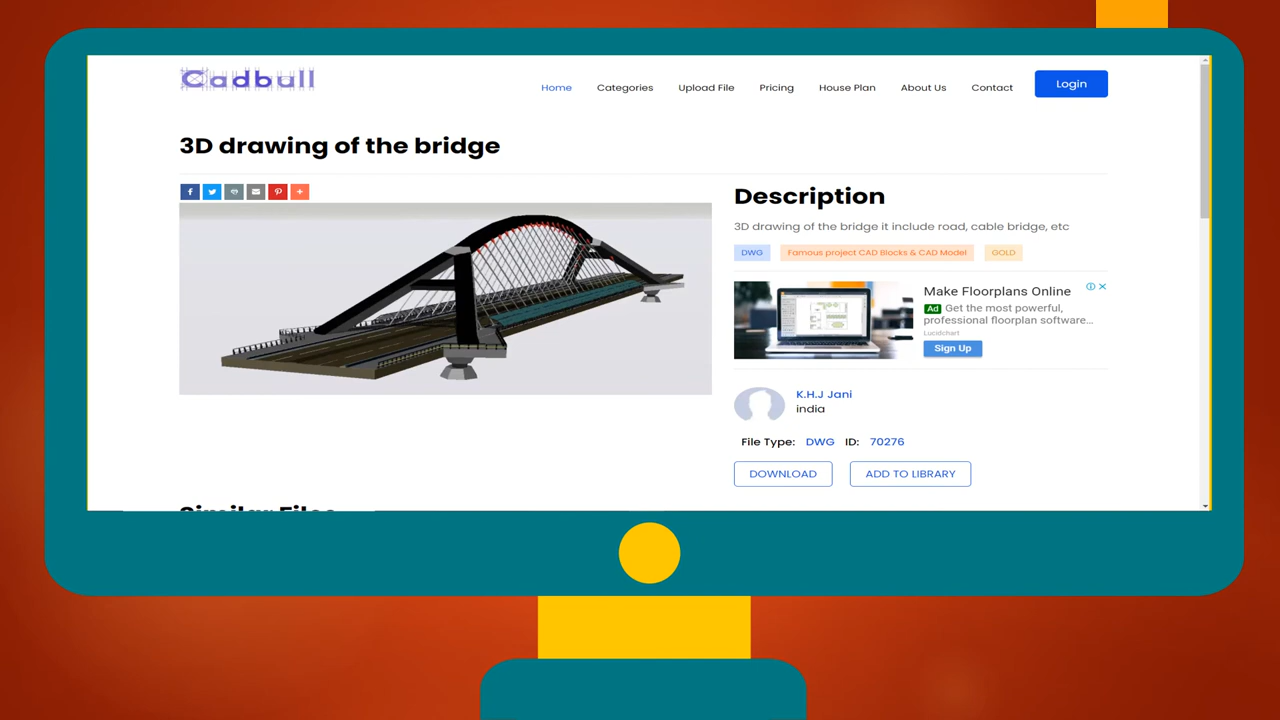 Cadbull
Home Categories Upload File Pricing House Plan About Us Contact Login
3D drawing of the bridge
Description
3D drawing of the bridge it include road, cable bridge, etc
DWG Famous project CAD Blocks & CAD Model GOLD
Make Floorplans Online
Ad Get the most powerful,
professional floorplan software...
Lucidchart
Sign Up
K.H.J Jani
india
File Type: DWG ID: 70276
DOWNLOAD ADD TO LIBRARY
Similar Files